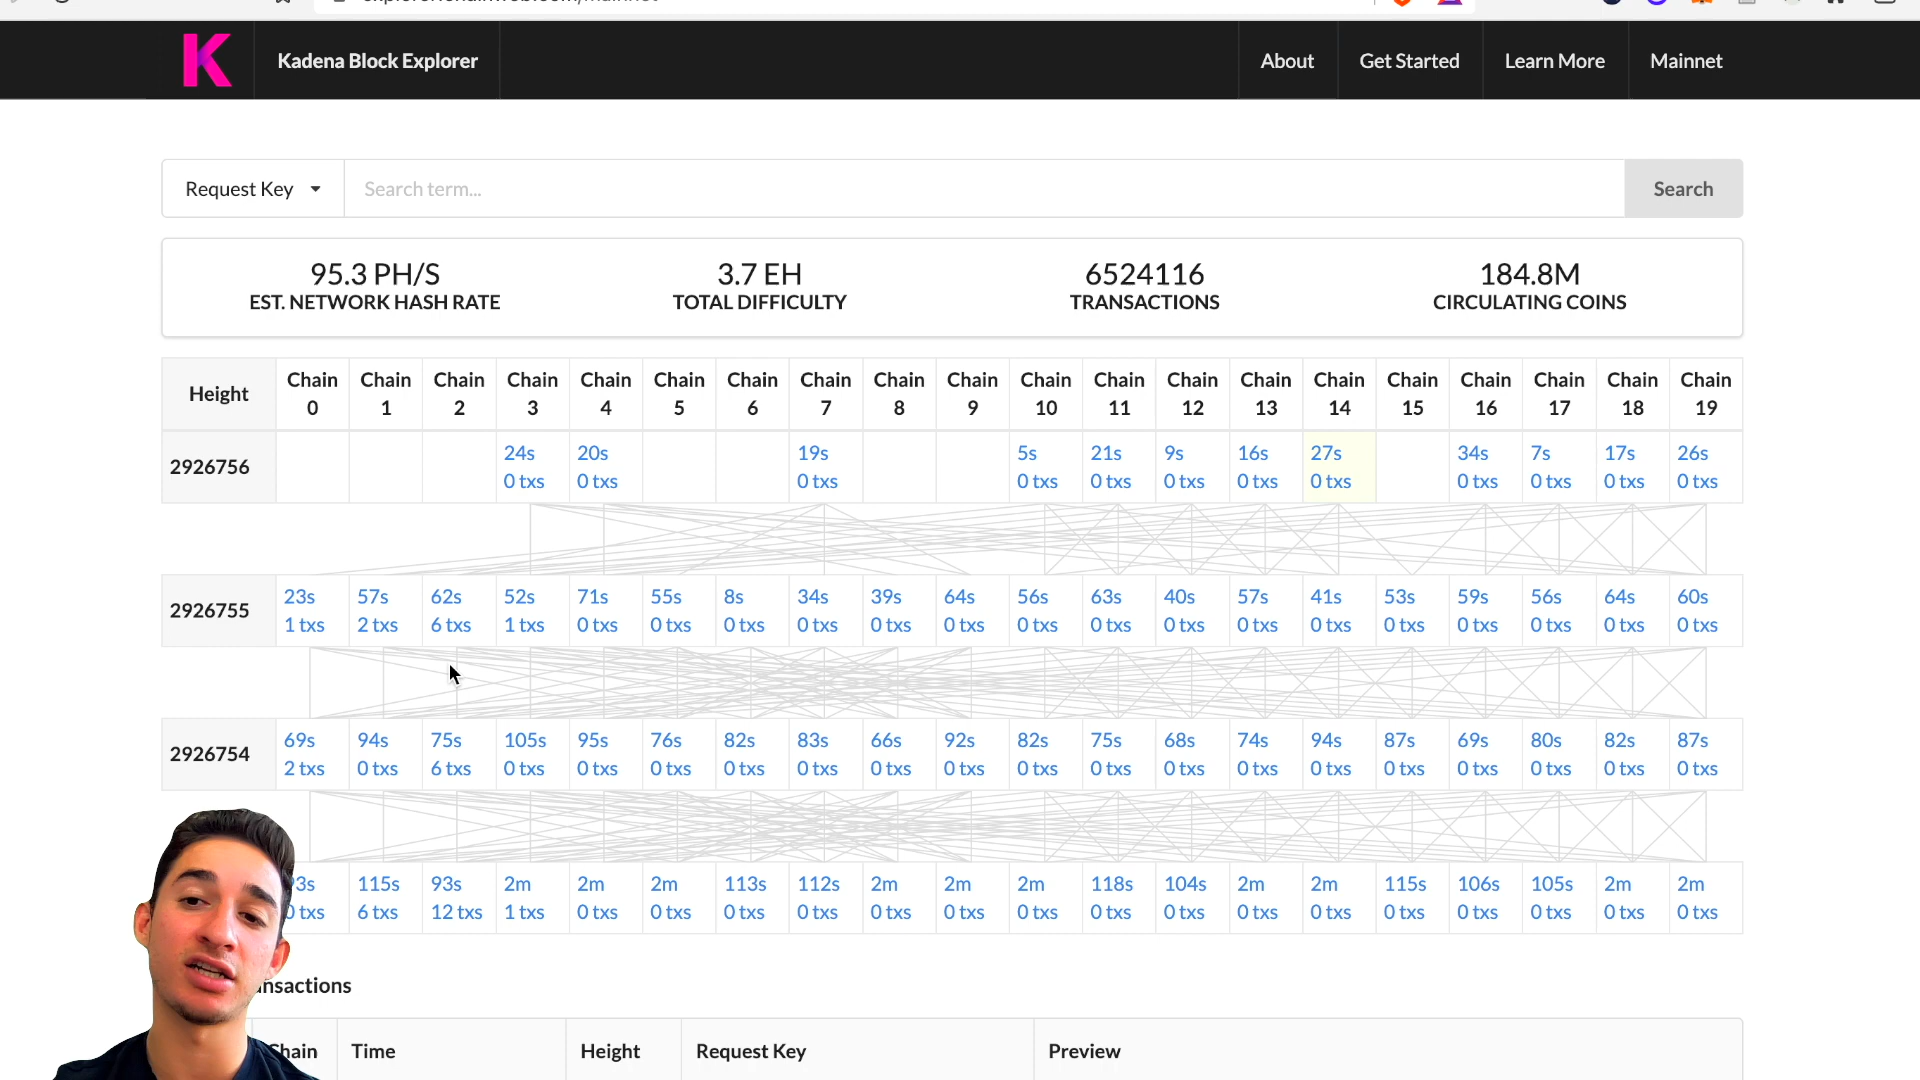 Kadena Block Explorer
About
Get Started
Learn More
Mainnet
Request Key
Search term...
Search
95.3 PH/S
EST. NETWORK HASH RATE
3.7 EH
TOTAL DIFFICULTY
6524116
TRANSACTIONS
184.8M
CIRCULATING COINS
Height Chain 0 Chain 1 Chain 2 Chain 3 Chain 4 Chain 5 Chain 6 Chain 7 Chain 8 Chain 9 Chain 10 Chain 11 Chain 12 Chain 13 Chain 14 Chain 15 Chain 16 Chain 17 Chain 18 Chain 19
2926756
24s 20s 19s 5s 21s 9s 16s 27s 34s 7s 17s 26s
0 txs 0 txs 0 txs 0 txs 0 txs 0 txs 0 txs 0 txs 0 txs 0 txs 0 txs 0 txs
2926755
23s 57s 62s 52s 71s 55s 8s 34s 39s 64s 56s 63s 40s 57s 41s 53s 59s 56s 64s 60s
1 txs 2 txs 6 txs 1 txs 0 txs 0 txs 0 txs 0 txs 0 txs 0 txs 0 txs 0 txs 0 txs 0 txs 0 txs 0 txs 0 txs 0 txs 0 txs 0 txs
2926754
69s 94s 75s 105s 95s 76s 82s 83s 66s 92s 82s 75s 68s 74s 94s 87s 69s 80s 82s 87s
2 txs 0 txs 6 txs 0 txs 0 txs 0 txs 0 txs 0 txs 0 txs 0 txs 0 txs 0 txs 0 txs 0 txs 0 txs 0 txs 0 txs 0 txs 0 txs 0 txs
115s 93s 2m 2m 2m 113s 112s 2m 2m 2m 118s 104s 2m 2m 115s 106s 105s 2m 2m
txs 6 txs 12 txs 1 txs 0 txs 0 txs 0 txs 0 txs 0 txs 0 txs 0 txs 0 txs 0 txs 0 txs 0 txs 0 txs 0 txs 0 txs 0 txs 0 txs
nsactions
Chain Time Height Request Key Preview